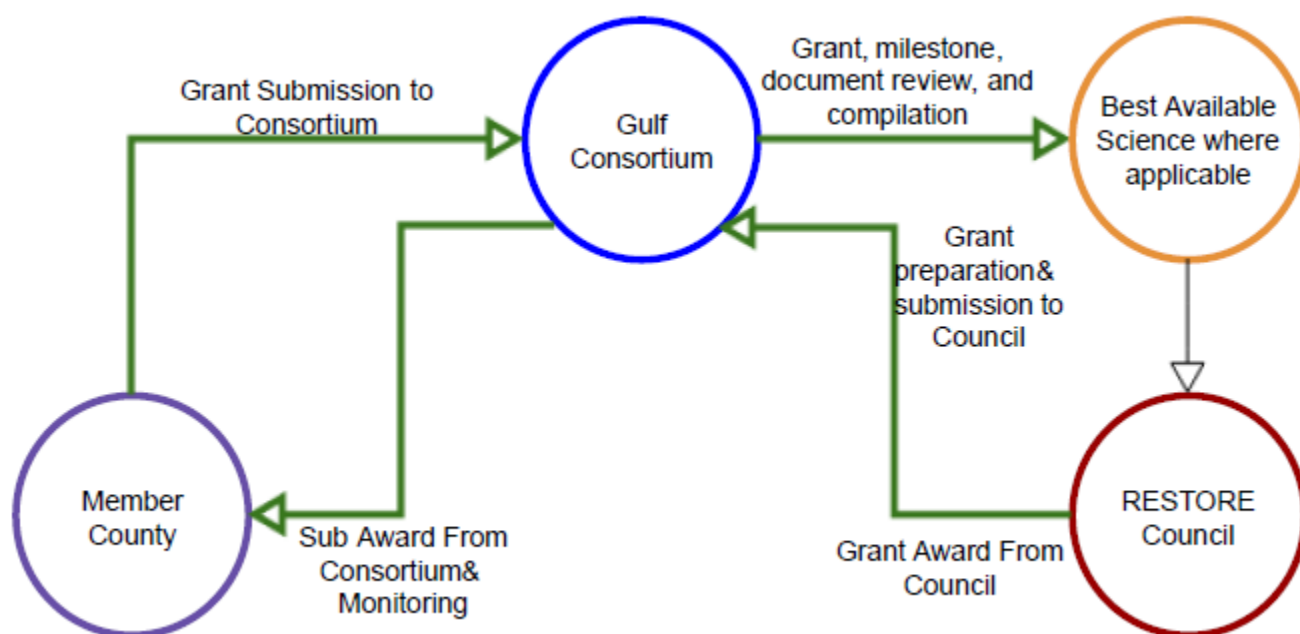 Grant Submission to
Consortium
Gulf
Consortium
Grant, milestone,
document review, and
compilation
Best Available
Science where
applicable
Grant
preparation&
submission to
Council
Member
County
Sub Award From
Consortium&
Monitoring
Grant Award From
Council
RESTORE
Council